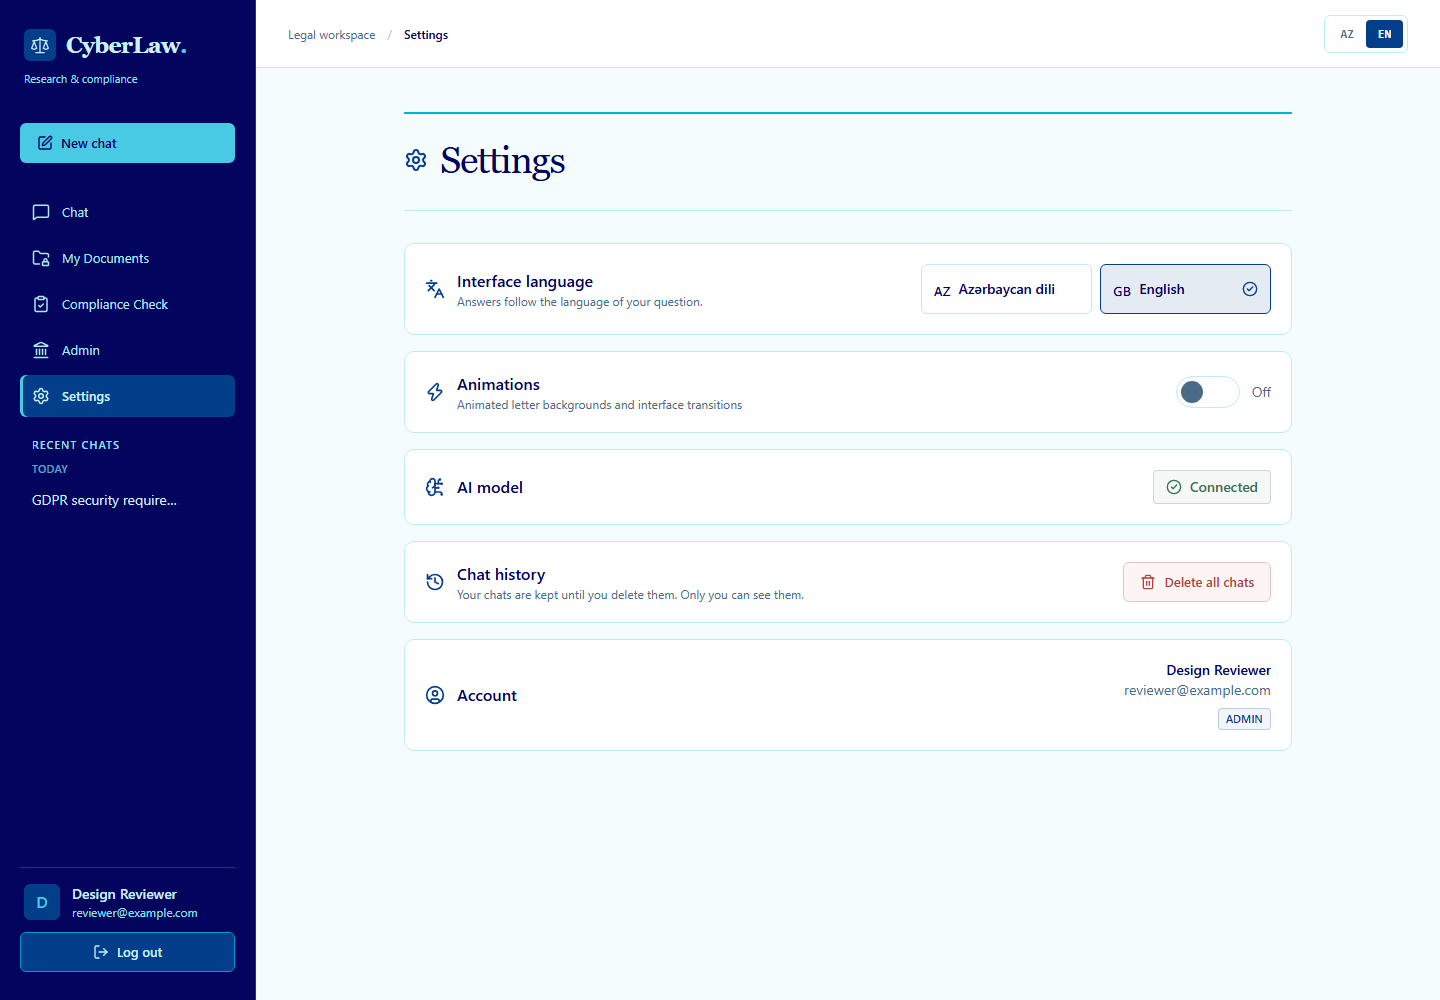 CyberLaw.
Research & compliance
New chat
Chat
My Documents
Compliance Check
Admin
Settings
RECENT CHATS
TODAY
GDPR security require...
D
Design Reviewer
reviewer@example.com
Log out
Legal workspace / Settings
AZ EN
Settings
Interface language
Answers follow the language of your question.
AZ Azərbaycan dili
GB English
Animations
Animated letter backgrounds and interface transitions
Off
AI model
Connected
Chat history
Your chats are kept until you delete them. Only you can see them.
Delete all chats
Account
Design Reviewer
reviewer@example.com
ADMIN